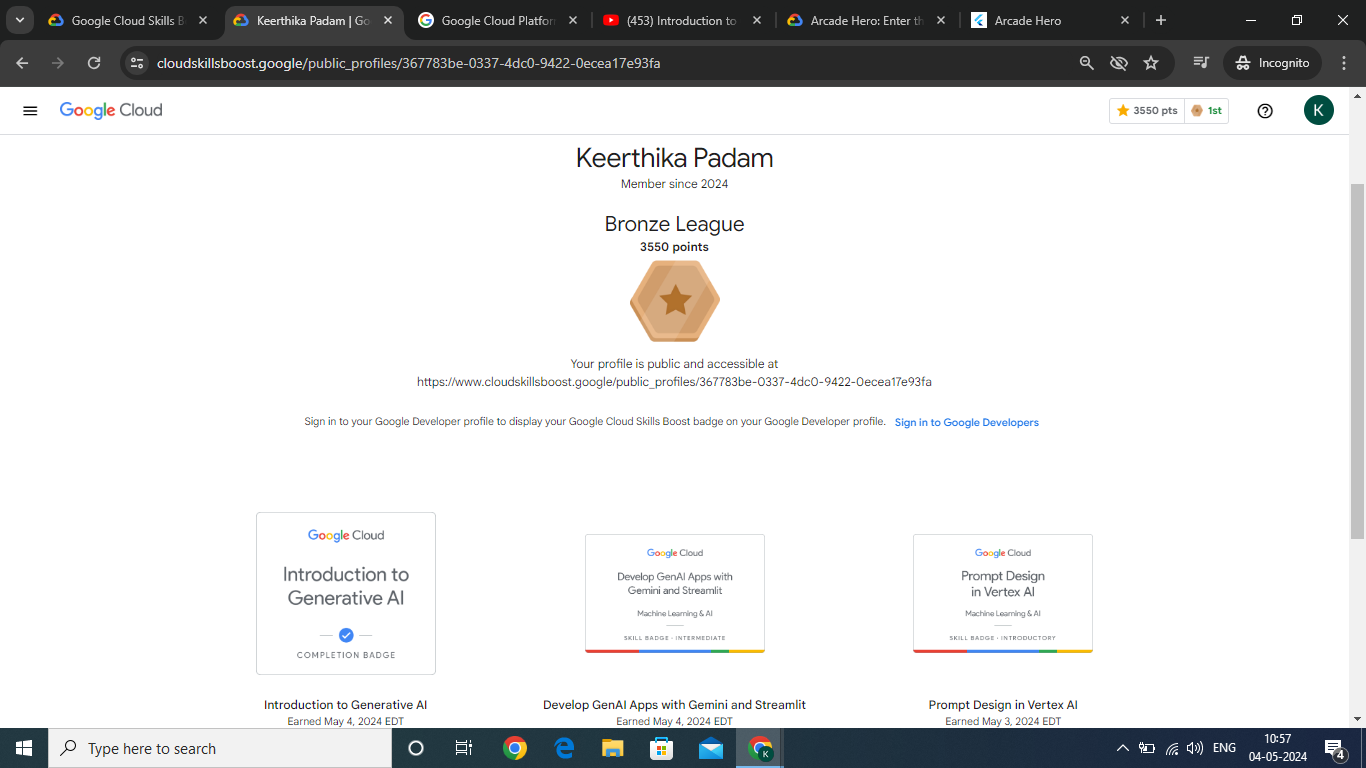 Google Cloud Skills B
Keerthika Padam | Go
Google Cloud Platfor
(453) Introduction to
Arcade Hero: Enter th
Arcade Hero
cloudskillsboost.google/public_profiles/367783be-0337-4dc0-9422-0ecea17e93fa
Incognito
Google Cloud
3550 pts
1st
K
Keerthika Padam
Member since 2024
Bronze League
3550 points
Your profile is public and accessible at
https://www.cloudskillsboost.google/public_profiles/367783be-0337-4dc0-9422-0ecea17e93fa
Sign in to your Google Developer profile to display your Google Cloud Skills Boost badge on your Google Developer profile. Sign in to Google Developers
Google Cloud
Introduction to
Generative AI
COMPLETION BADGE
Introduction to Generative AI
Earned May 4, 2024 EDT
Google Cloud
Develop GenAI Apps with
Gemini and Streamlit
Machine Learning & AI
SKILL BADGE · INTERMEDIATE
Develop GenAI Apps with Gemini and Streamlit
Earned May 4, 2024 EDT
Google Cloud
Prompt Design
in Vertex AI
Machine Learning & AI
SKILL BADGE · INTRODUCTORY
Prompt Design in Vertex AI
Earned May 3, 2024 EDT
Type here to search
K
ENG
10:57
04-05-2024
4